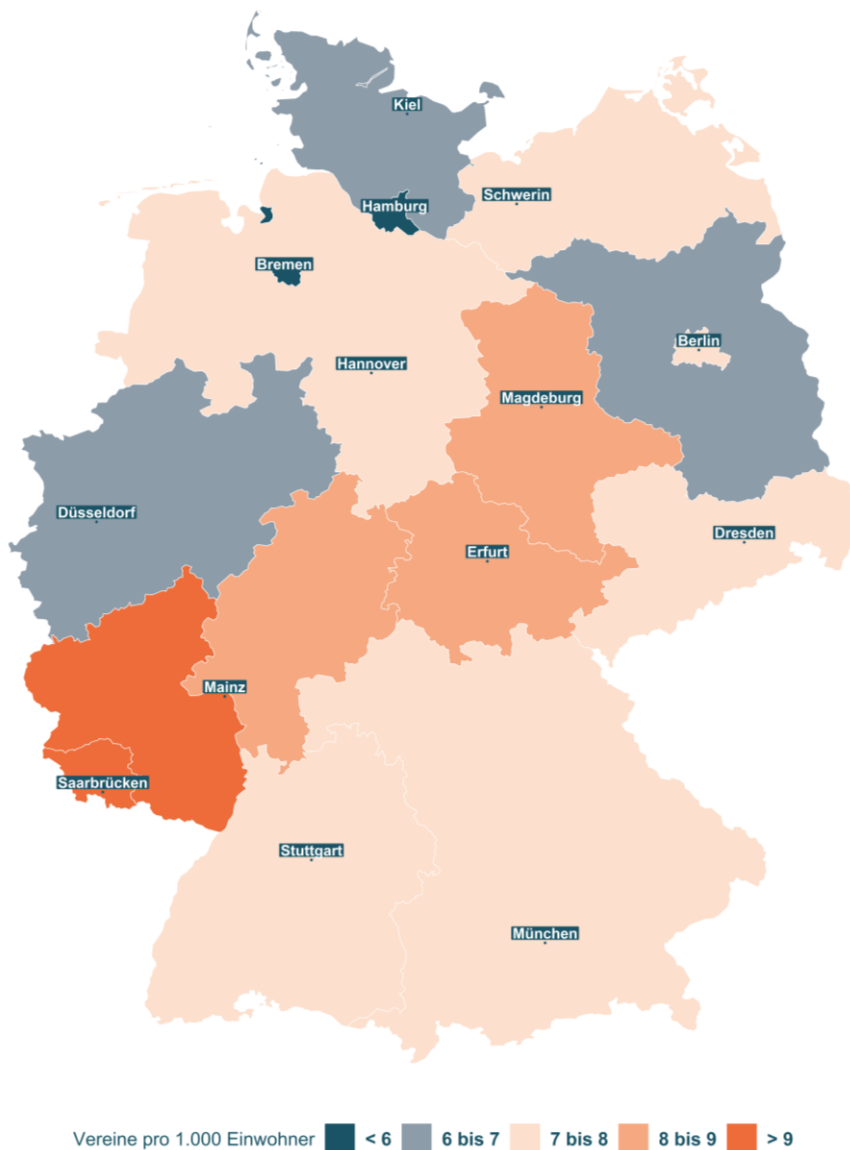 Kiel
Schwerin
Hamburg
Bremen
Berlin
Hannover
Magdeburg
Düsseldorf
Dresden
Erfurt
Mainz
Saarbrücken
Stuttgart
München
Vereine pro 1.000 Einwohner < 6 6 bis 7 7 bis 8 8 bis 9 > 9